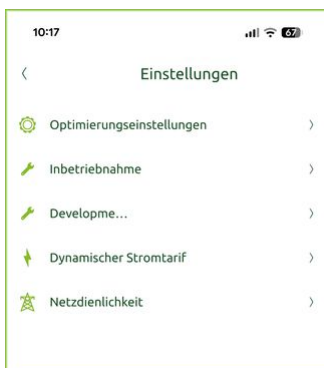 10:17
67
Einstellungen
Optimierungseinstellungen
Inbetriebnahme
Developme...
Dynamischer Stromtarif
Netzdienlichkeit